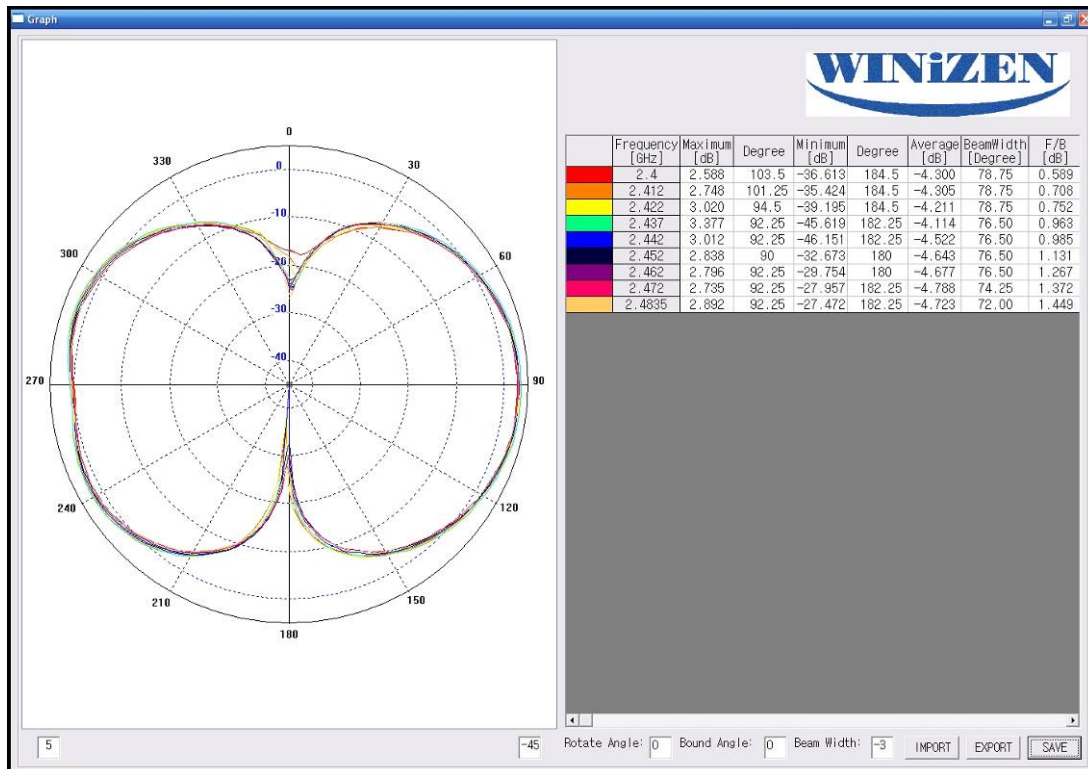 Graph
WINiZEN
0
30
60
90
120
150
180
210
240
270
300
330
0
-10
-20
-30
-40
Frequency [GHz] Maximum [dB] Degree Minimum [dB] Degree Average [dB] BeamWidth [Degree] F/B [dB]
2.4 2.588 103.5 -36.613 184.5 -4.300 78.75 0.589
2.412 2.748 101.25 -35.424 184.5 -4.305 78.75 0.708
2.422 3.020 94.5 -39.195 184.5 -4.211 78.75 0.752
2.437 3.377 92.25 -45.619 182.25 -4.114 76.50 0.963
2.442 3.012 92.25 -46.151 182.25 -4.522 76.50 0.985
2.452 2.838 90 -32.673 180 -4.643 76.50 1.131
2.462 2.796 92.25 -29.754 180 -4.677 76.50 1.267
2.472 2.735 92.25 -27.957 182.25 -4.788 74.25 1.372
2.4835 2.892 92.25 -27.472 182.25 -4.723 72.00 1.449
5 -45 Rotate Angle: 0 Bound Angle: 0 Beam Width: -3 IMPORT EXPORT SAVE